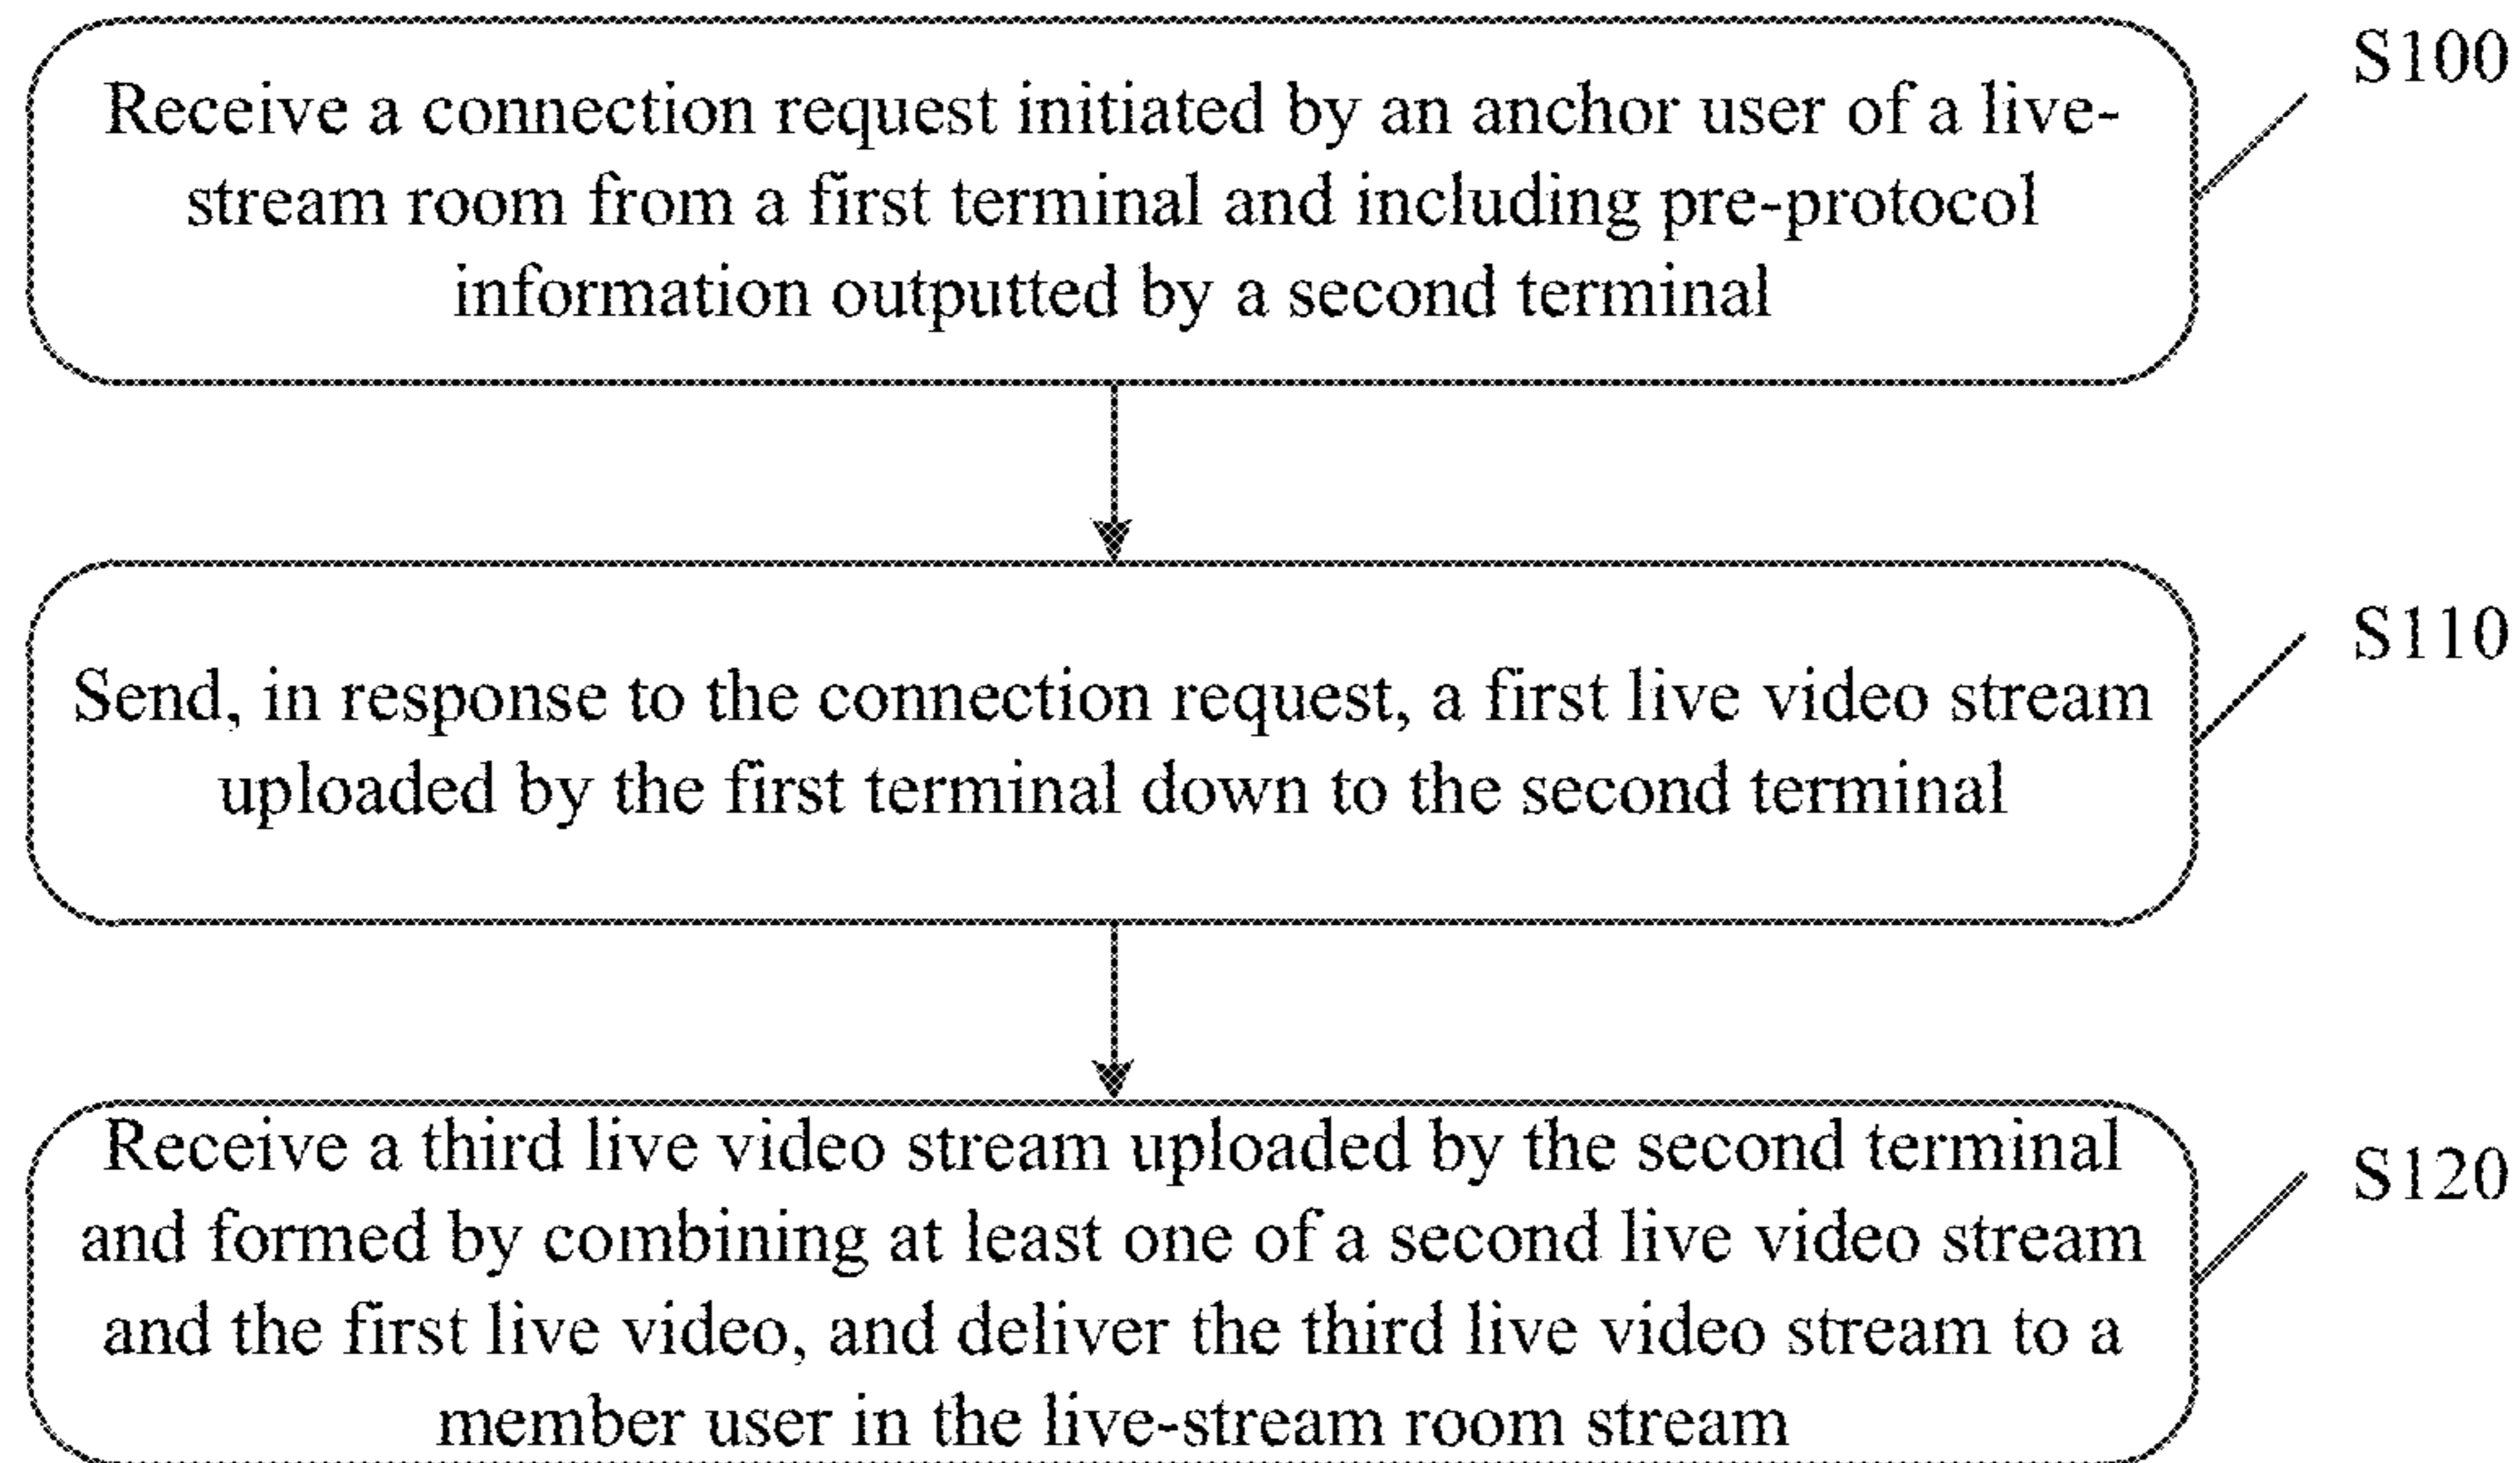 Receive a connection request initiated by an anchor user of a live-
stream room from a first terminal and including pre-protocol
information outputted by a second terminal
S100
Send, in response to the connection request, a first live video stream
uploaded by the first terminal down to the second terminal
S110
Receive a third live video stream uploaded by the second terminal
and formed by combining at least one of a second live video stream
and the first live video, and deliver the third live video stream to a
member user in the live-stream room stream
S120